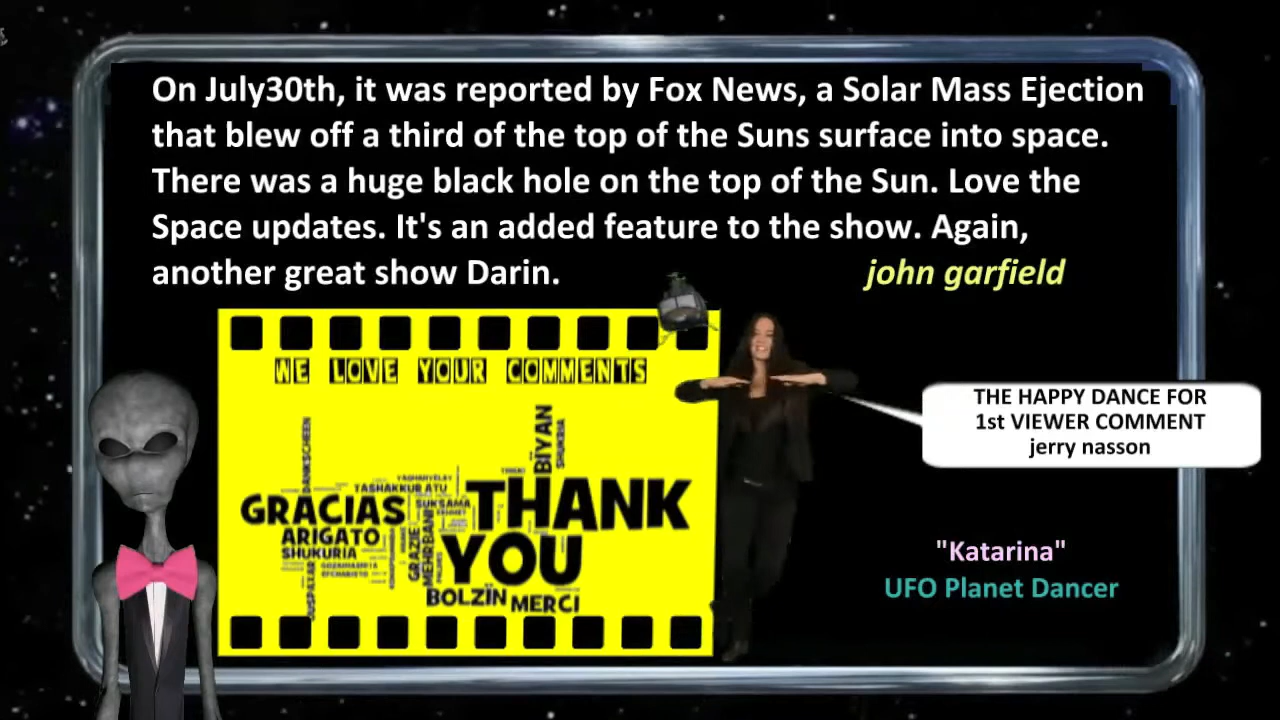 On July30th, it was reported by Fox News, a Solar Mass Ejection
that blew off a third of the top of the Suns surface into space.
There was a huge black hole on the top of the Sun. Love the
Space updates. It's an added feature to the show. Again,
another great show Darin.
john garfield
WE LOVE YOUR COMMENTS
THE HAPPY DANCE FOR
1st VIEWER COMMENT
jerry nasson
DANKSCHEEN
BIYAN
SHUKRIA
TASHAKKUR ATU
GRACIAS
SUKSAMA
THANK
ARIGATO
SHUKURIA
GRAZIE
MEHRBANI
YOU
BOLZÏN
MERCI
"Katarina"
UFO Planet Dancer